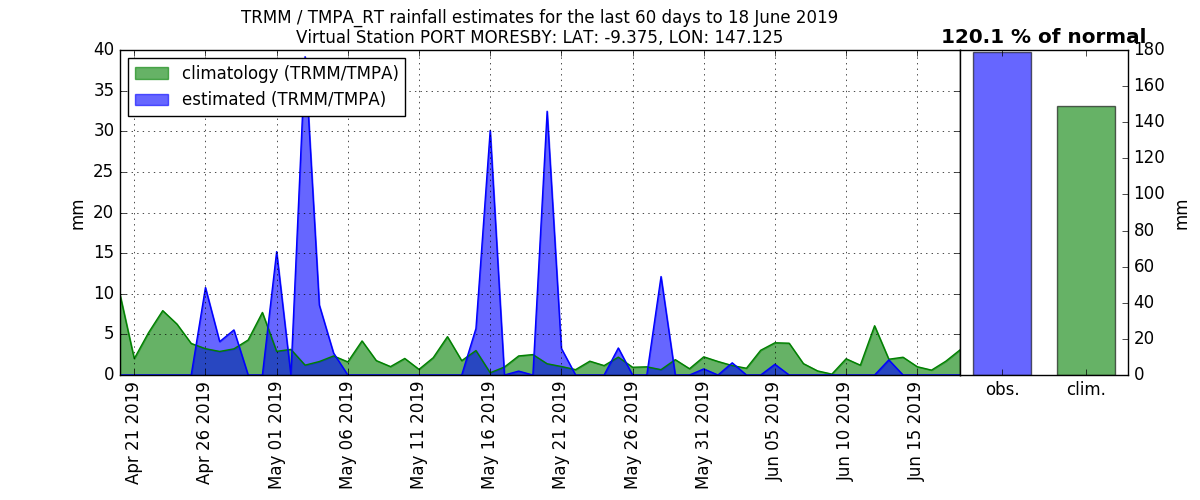 TRMM / TMPA_RT rainfall estimates for the last 60 days to 18 June 2019
Virtual Station PORT MORESBY: LAT: -9.375, LON: 147.125
120.1 % of normal
climatology (TRMM/TMPA)
estimated (TRMM/TMPA)
mm
40
35
30
25
20
15
10
5
0
Apr 21 2019
Apr 26 2019
May 01 2019
May 06 2019
May 11 2019
May 16 2019
May 21 2019
May 26 2019
May 31 2019
Jun 05 2019
Jun 10 2019
Jun 15 2019
obs.
clim.
180
160
140
120
100
80
60
40
20
0
mm